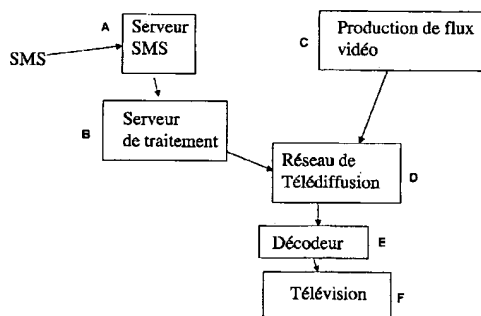 A
Serveur
SMS
SMS
C
Production de flux
vidéo
B
Serveur
de traitement
Réseau de
Télédiffusion
D
Décodeur
E
Télévision
F